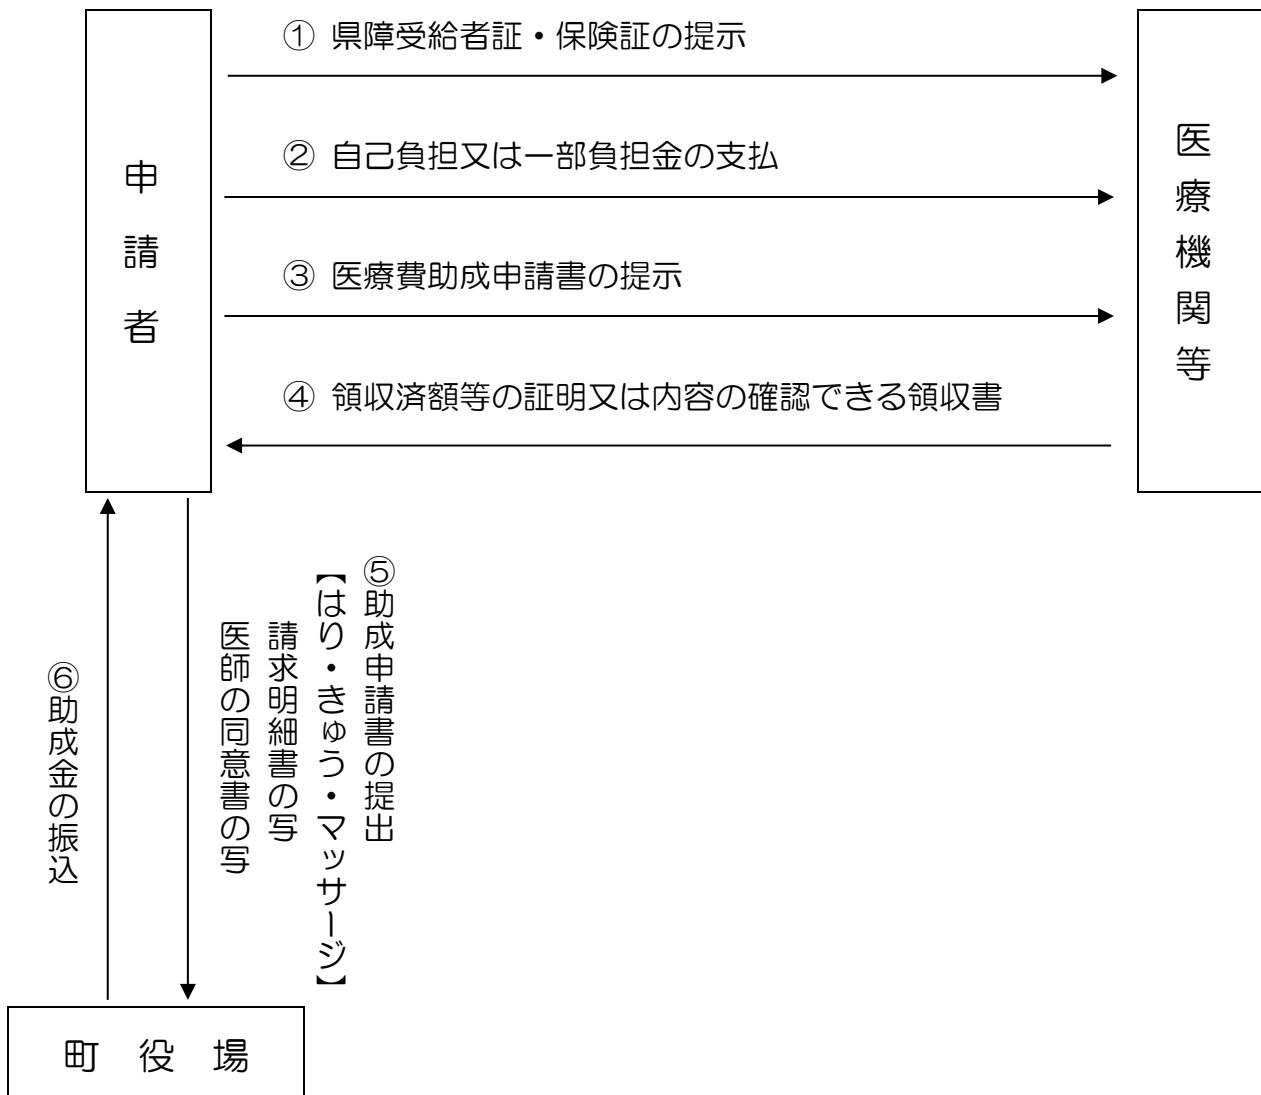 ① 県障受給者証・保険証の提示
② 自己負担又は一部負担金の支払
③ 医療費助成申請書の提示
④ 領収済額等の証明又は内容の確認できる領収書
申請者
医療機関等
⑤助成申請書の提出
【はり・きゅう・マッサージ】
請求明細書の写
医師の同意書の写
⑥助成金の振込
町役場